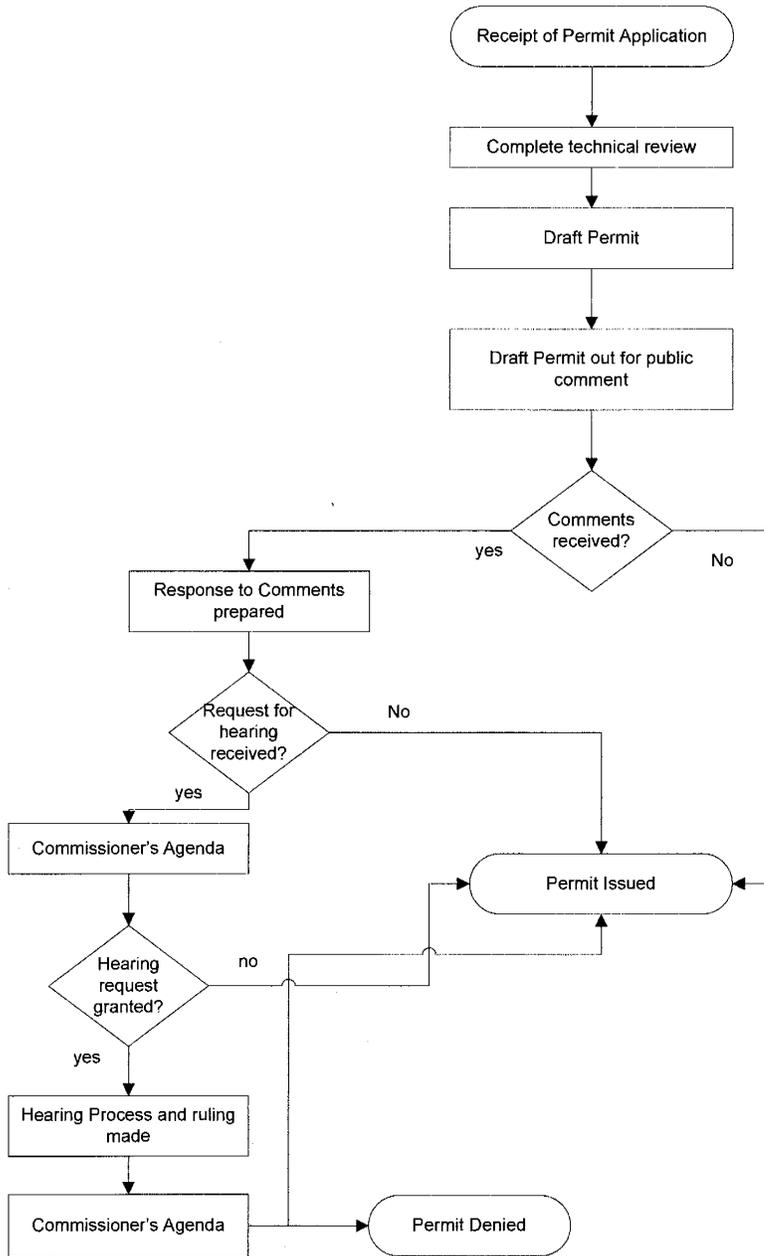 Receipt of Permit Application
Complete technical review
Draft Permit
Draft Permit out for public
comment
Comments
received?
yes
No
Response to Comments
prepared
Request for
hearing
received?
No
yes
Commissioner's Agenda
Permit Issued
Hearing
request
granted?
no
yes
Hearing Process and ruling
made
Commissioner's Agenda
Permit Denied